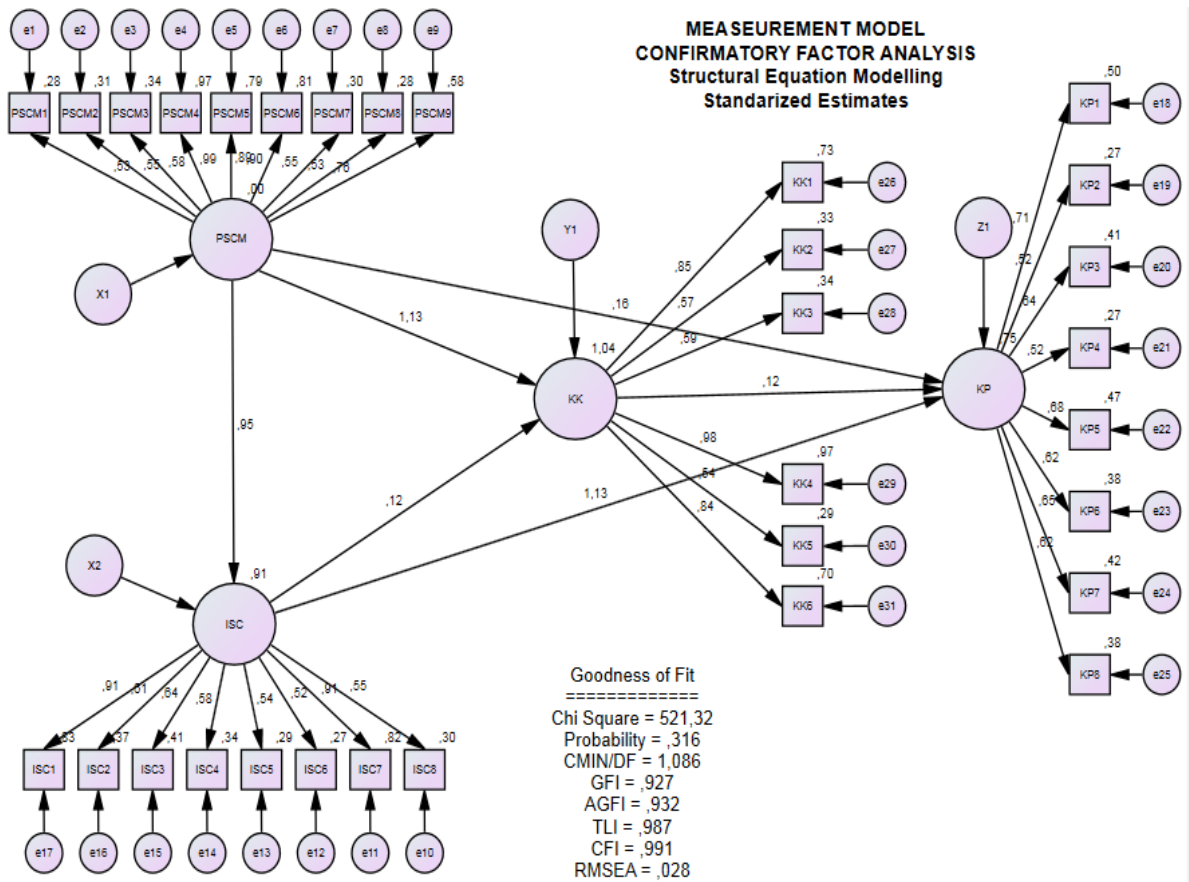 e1 e2 e3 e4 e5 e6 e7 e8 e9
,28 ,31 ,34 ,97 ,79 ,81 ,30 ,28 ,58
PSCM1 PSCM2 PSCM3 PSCM4 PSCM5 PSCM6 PSCM7 PSCM8 PSCM9
,53 ,55 ,58 ,99 ,89 ,90 ,55 ,53 ,76
,00
PSCM
X1
MEASEUREMENT MODEL
CONFIRMATORY FACTOR ANALYSIS
Structural Equation Modelling
Standarized Estimates
,73
KK1 e26
,33
KK2 e27
,34
KK3 e28
,85
,57
,59
Y1
1,13
,16
1,04
KK
,12
,95
,12
1,13
,98
,54
,84
,97
KK4 e29
,29
KK5 e30
,70
KK6 e31
Z1
,75
KP
,71
,52
,64
,52
,68
,62
,65
,62
,50
KP1 e18
,27
KP2 e19
,41
KP3 e20
,27
KP4 e21
,47
KP5 e22
,38
KP6 e23
,42
KP7 e24
,38
KP8 e25
X2
,91
ISC
,91 ,61 ,64 ,58 ,54 ,52 ,91 ,55
,83 ,37 ,41 ,34 ,29 ,27 ,82 ,30
ISC1 ISC2 ISC3 ISC4 ISC5 ISC6 ISC7 ISC8
e17 e16 e15 e14 e13 e12 e11 e10
Goodness of Fit
=============
Chi Square = 521,32
Probability = ,316
CMIN/DF = 1,086
GFI = ,927
AGFI = ,932
TLI = ,987
CFI = ,991
RMSEA = ,028